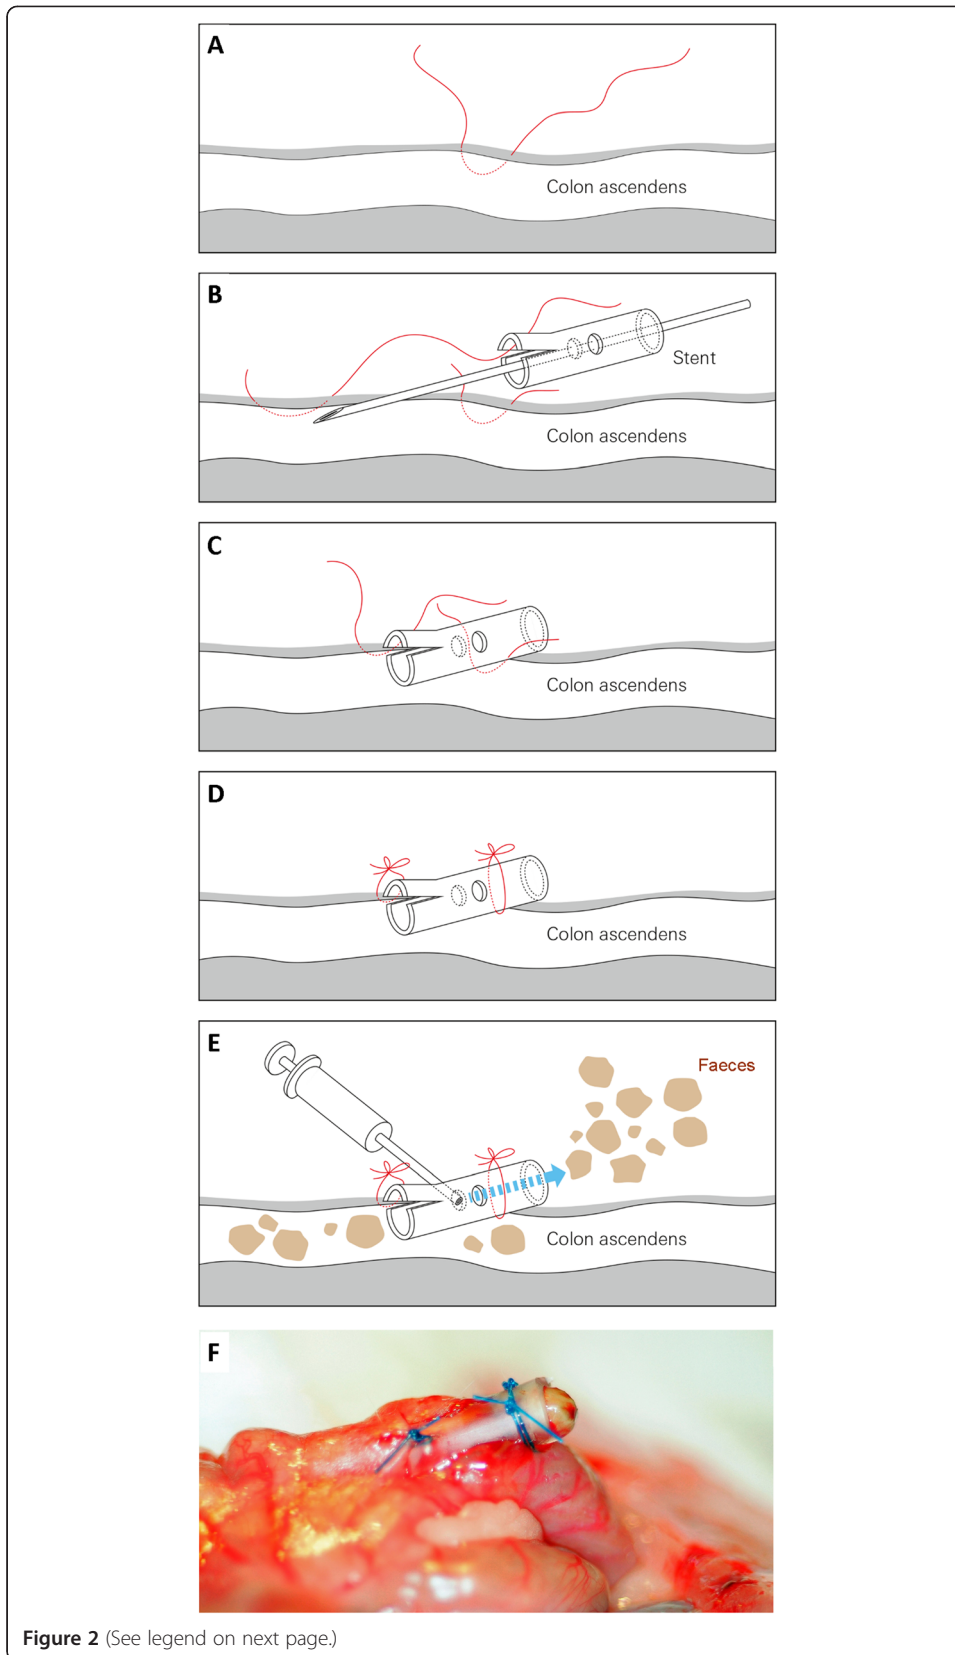 A
Colon ascendens
B
Stent
Colon ascendens
C
Colon ascendens
D
Colon ascendens
E
Faeces
Colon ascendens
F
Figure 2 (See legend on next page.)